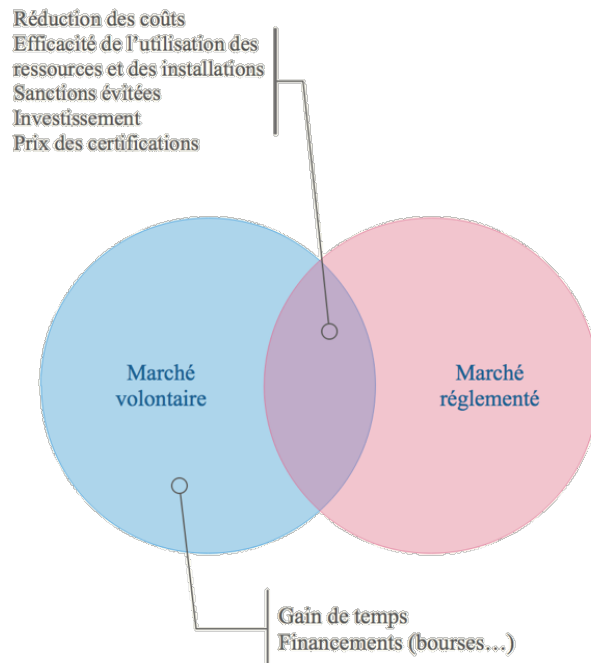 Réduction des coûts
Efficacité de l’utilisation des
ressources et des installations
Sanctions évitées
Investissement
Prix des certifications
Marché
volontaire
Marché
réglementé
Gain de temps
Financements (bourses…)